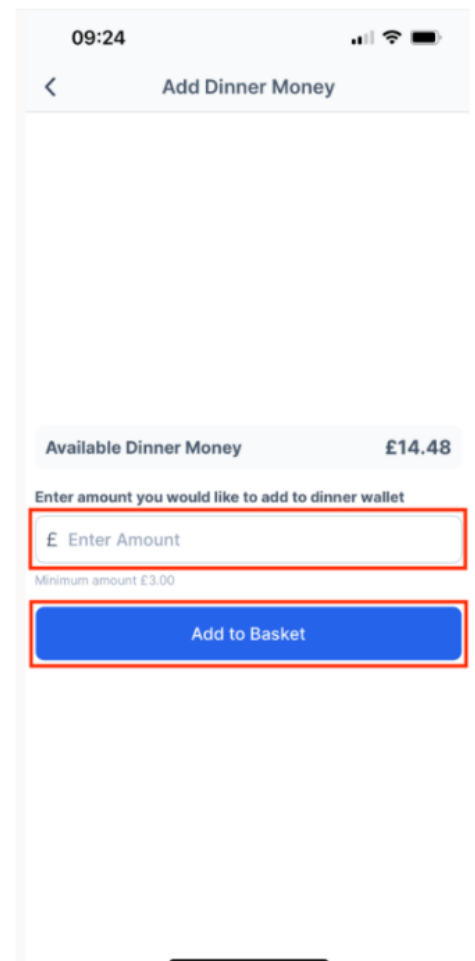 09:24
Add Dinner Money
Available Dinner Money £14.48
Enter amount you would like to add to dinner wallet
£ Enter Amount
Minimum amount £3.00
Add to Basket